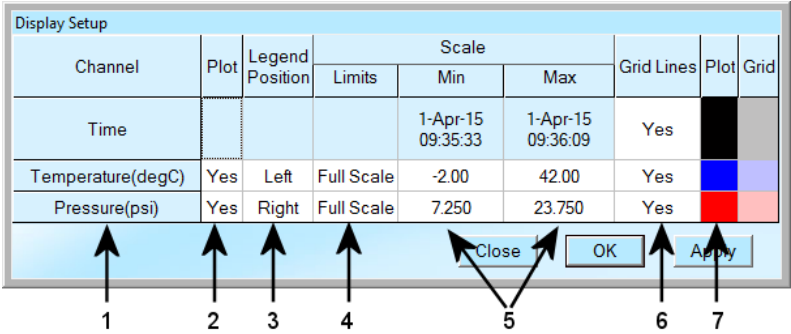 Display Setup
Channel Plot Legend Position Scale Grid Lines Plot Grid
Limits Min Max
Time 1-Apr-15 09:35:33 1-Apr-15 09:36:09 Yes
Temperature(degC) Yes Left Full Scale -2.00 42.00 Yes
Pressure(psi) Yes Right Full Scale 7.250 23.750 Yes
Close OK Apply
1 2 3 4 5 6 7